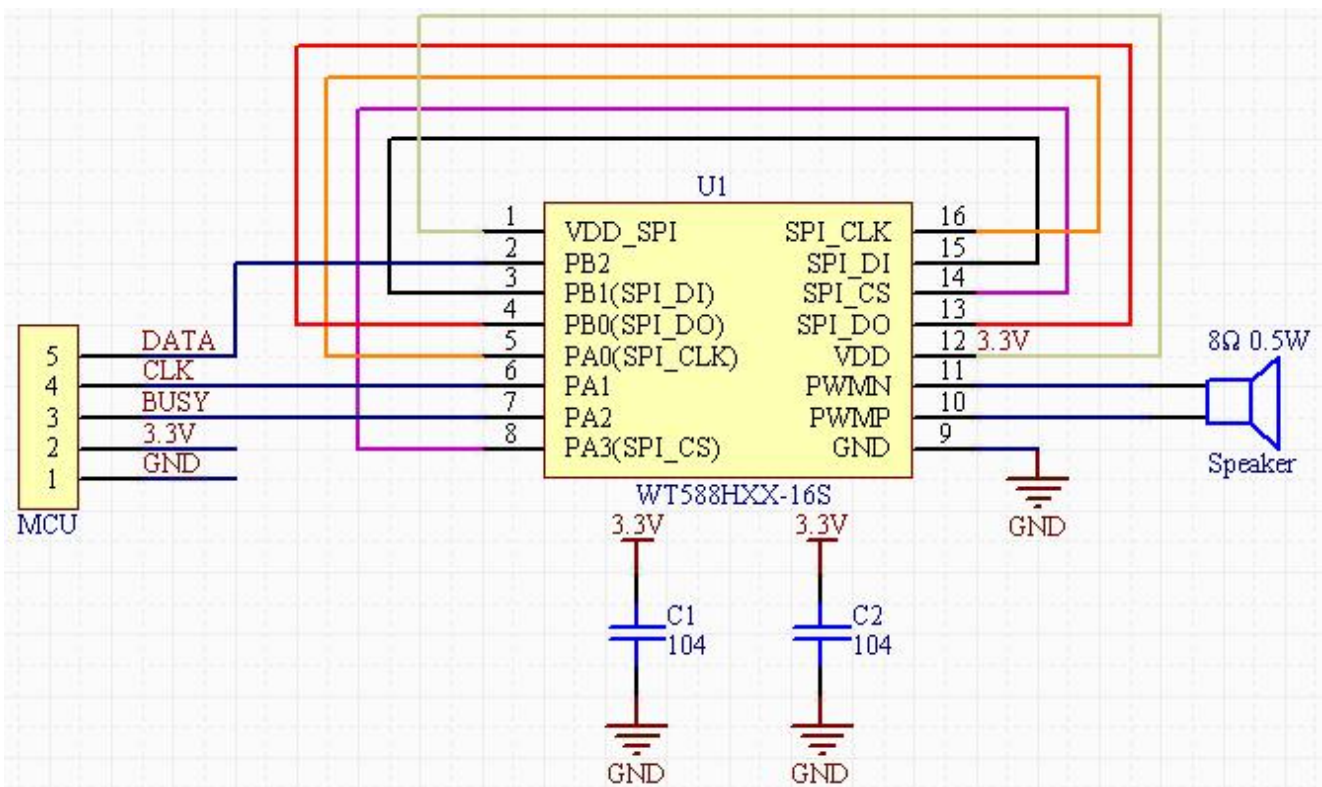 U1
1 VDD_SPI SPI_CLK 16
2 PB2 SPI_DI 15
3 PB1(SPI_DI) SPI_CS 14
4 PB0(SPI_DO) SPI_DO 13
5 PA0(SPI_CLK) VDD 12 3.3V
6 PA1 PWMN 11
7 PA2 PWMP 10
8 PA3(SPI_CS) GND 9
WT588HXX-16S
5 DATA
4 CLK
3 BUSY
2 3.3V
1 GND
MCU
8Ω 0.5W
Speaker
GND
3.3V 3.3V
C1 C2
104 104
GND GND